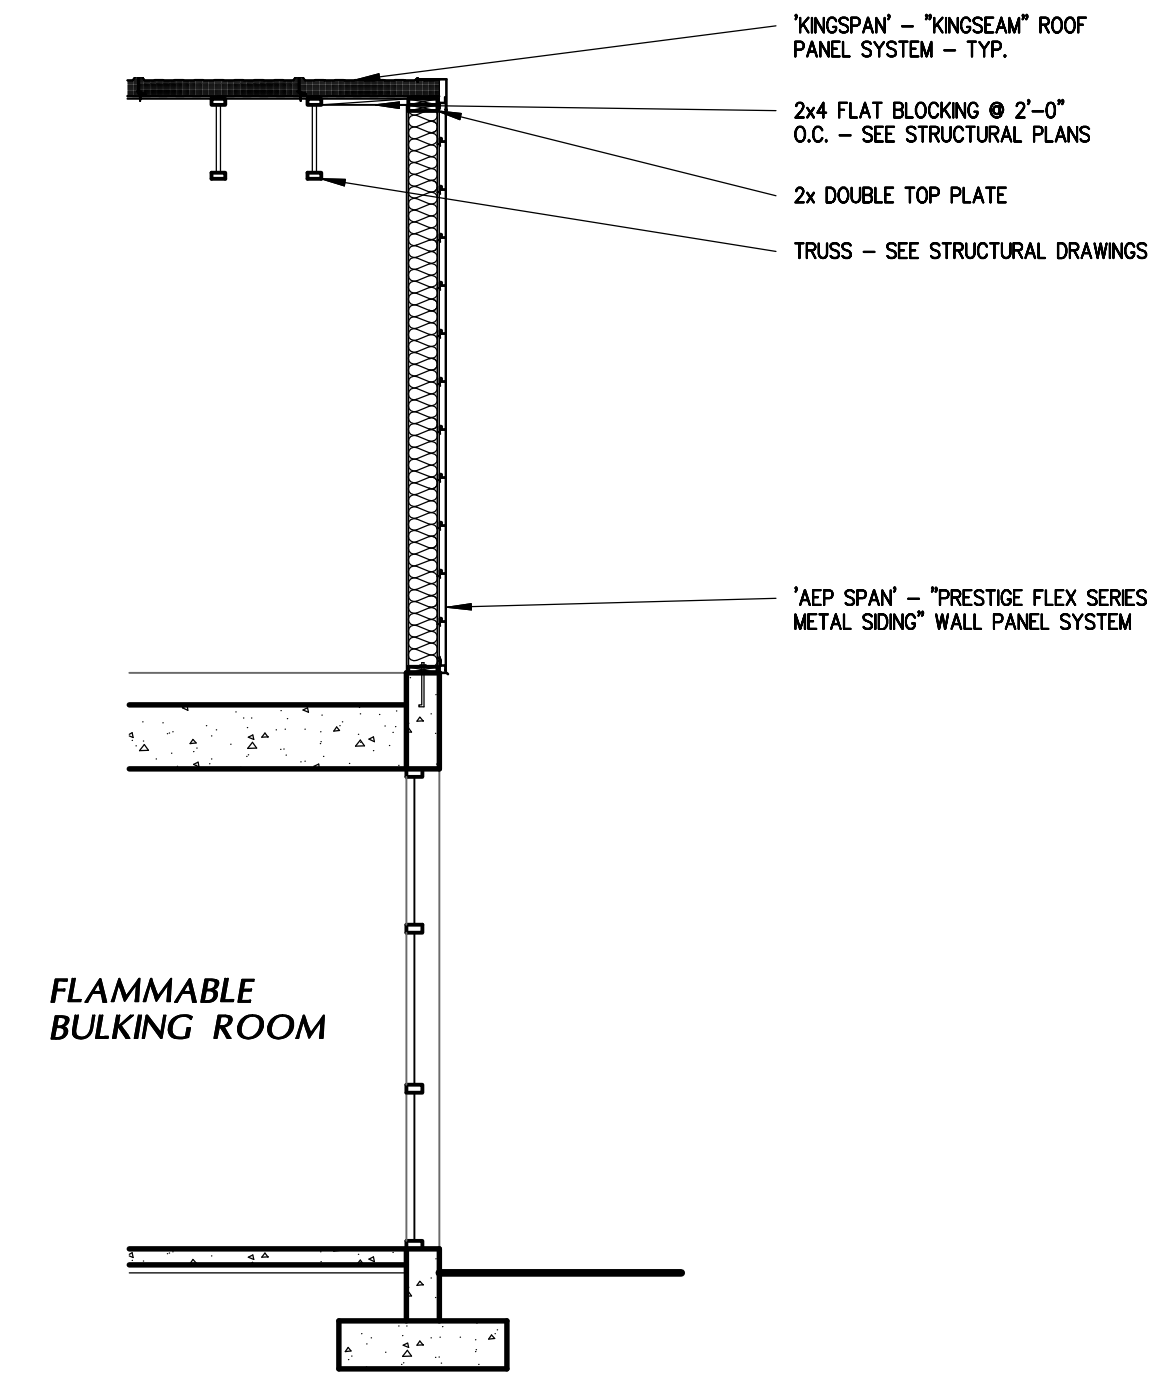 'KINGSPAN' – "KINGSEAM" ROOF
PANEL SYSTEM – TYP.
2x4 FLAT BLOCKING @ 2'–0"
O.C. – SEE STRUCTURAL PLANS
2x DOUBLE TOP PLATE
TRUSS – SEE STRUCTURAL DRAWINGS
'AEP SPAN' – "PRESTIGE FLEX SERIES
METAL SIDING" WALL PANEL SYSTEM
FLAMMABLE
BULKING ROOM